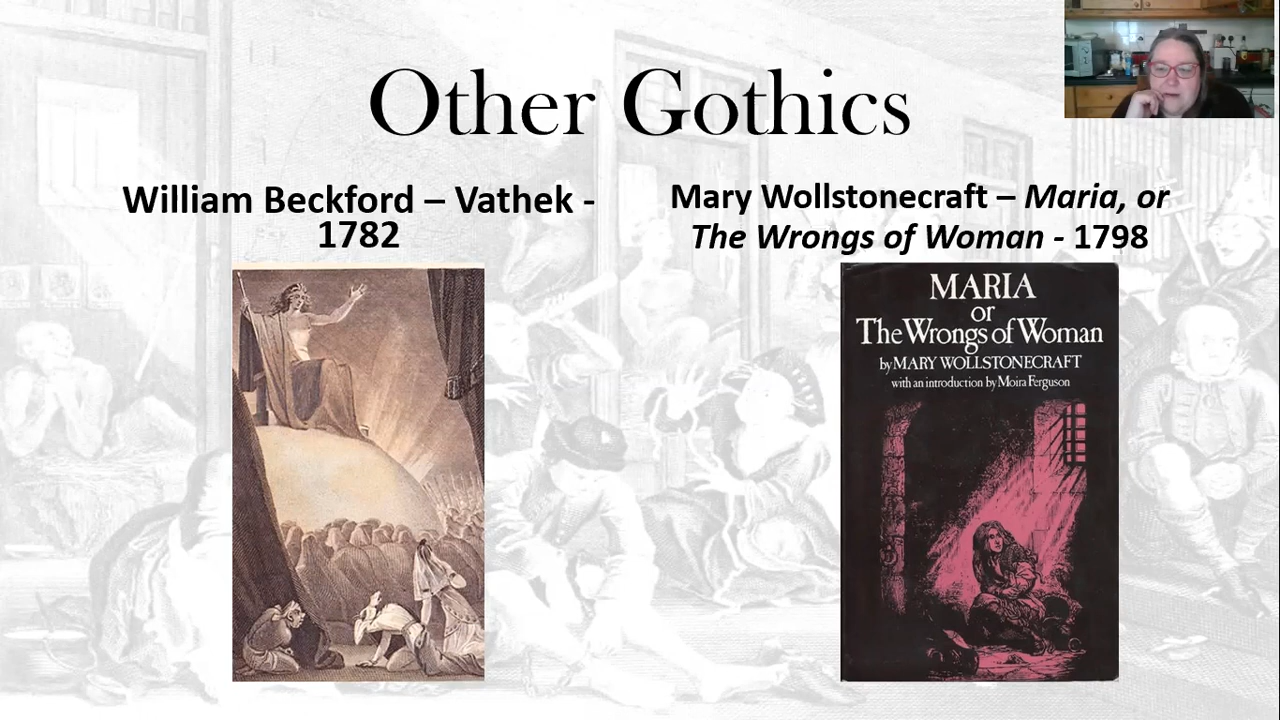 Other Gothics
William Beckford – Vathek -
1782
Mary Wollstonecraft – Maria, or
The Wrongs of Woman - 1798
MARIA
or
The Wrongs of Woman
by MARY WOLLSTONECRAFT
with an introduction by Moira Ferguson